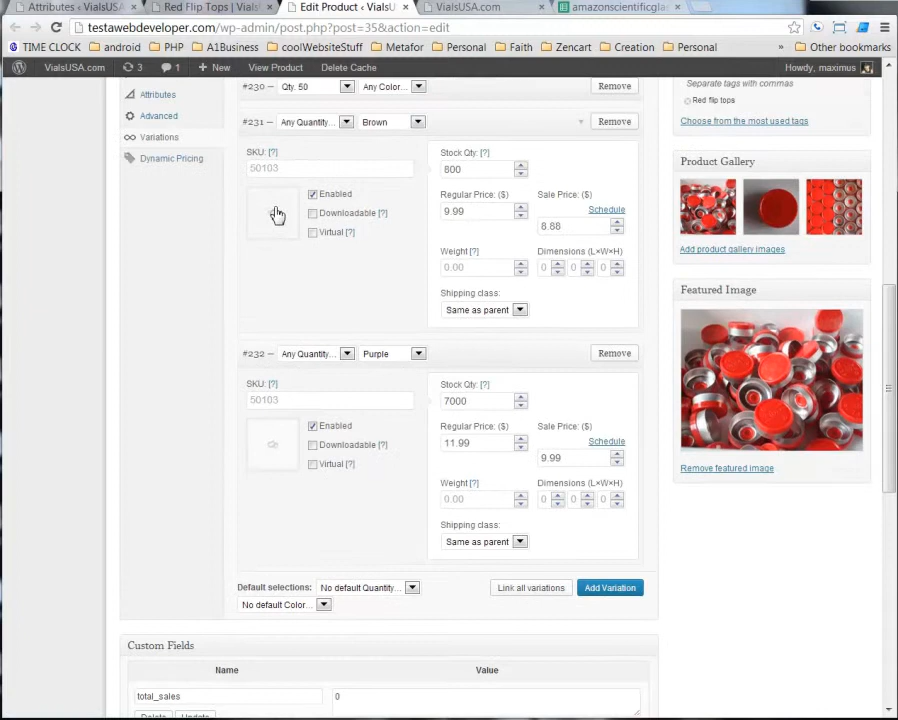 Attributes ‹ VialsUSA.com
Red Flip Tops | VialsUSA
Edit Product ‹ VialsU
VialsUSA.com
amazonscientificgla
testawebdeveloper.com/wp-admin/post.php?post=35&action=edit
TIME CLOCK android PHP A1Business coolWebsiteStuff Metafor Personal Faith Zencart Creation Personal » Other bookmarks
VialsUSA.com 3 1 + New View Product Delete Cache Howdy, maximus
Attributes
Advanced
Variations
Dynamic Pricing
#230 — Qty. 50 Any Color... Remove
#231 — Any Quantity... Brown Remove
SKU: [?]
50103
Enabled
Downloadable [?]
Virtual [?]
Stock Qty: [?]
800
Regular Price: ($) Sale Price: ($)
Schedule
9.99
8.88
Weight [?] Dimensions (L×W×H)
0.00 0 0 0
Shipping class:
Same as parent
#232 — Any Quantity... Purple Remove
SKU: [?]
50103
Enabled
Downloadable [?]
Virtual [?]
Stock Qty: [?]
7000
Regular Price: ($) Sale Price: ($)
Schedule
11.99
9.99
Weight [?] Dimensions (L×W×H)
0.00 0 0 0
Shipping class:
Same as parent
Default selections: No default Quantity... Link all variations Add Variation
No default Color...
Custom Fields
Name Value
total_sales 0
Delete Update
Separate tags with commas
Red flip tops
Choose from the most used tags
Product Gallery
Add product gallery images
Featured Image
Remove featured image